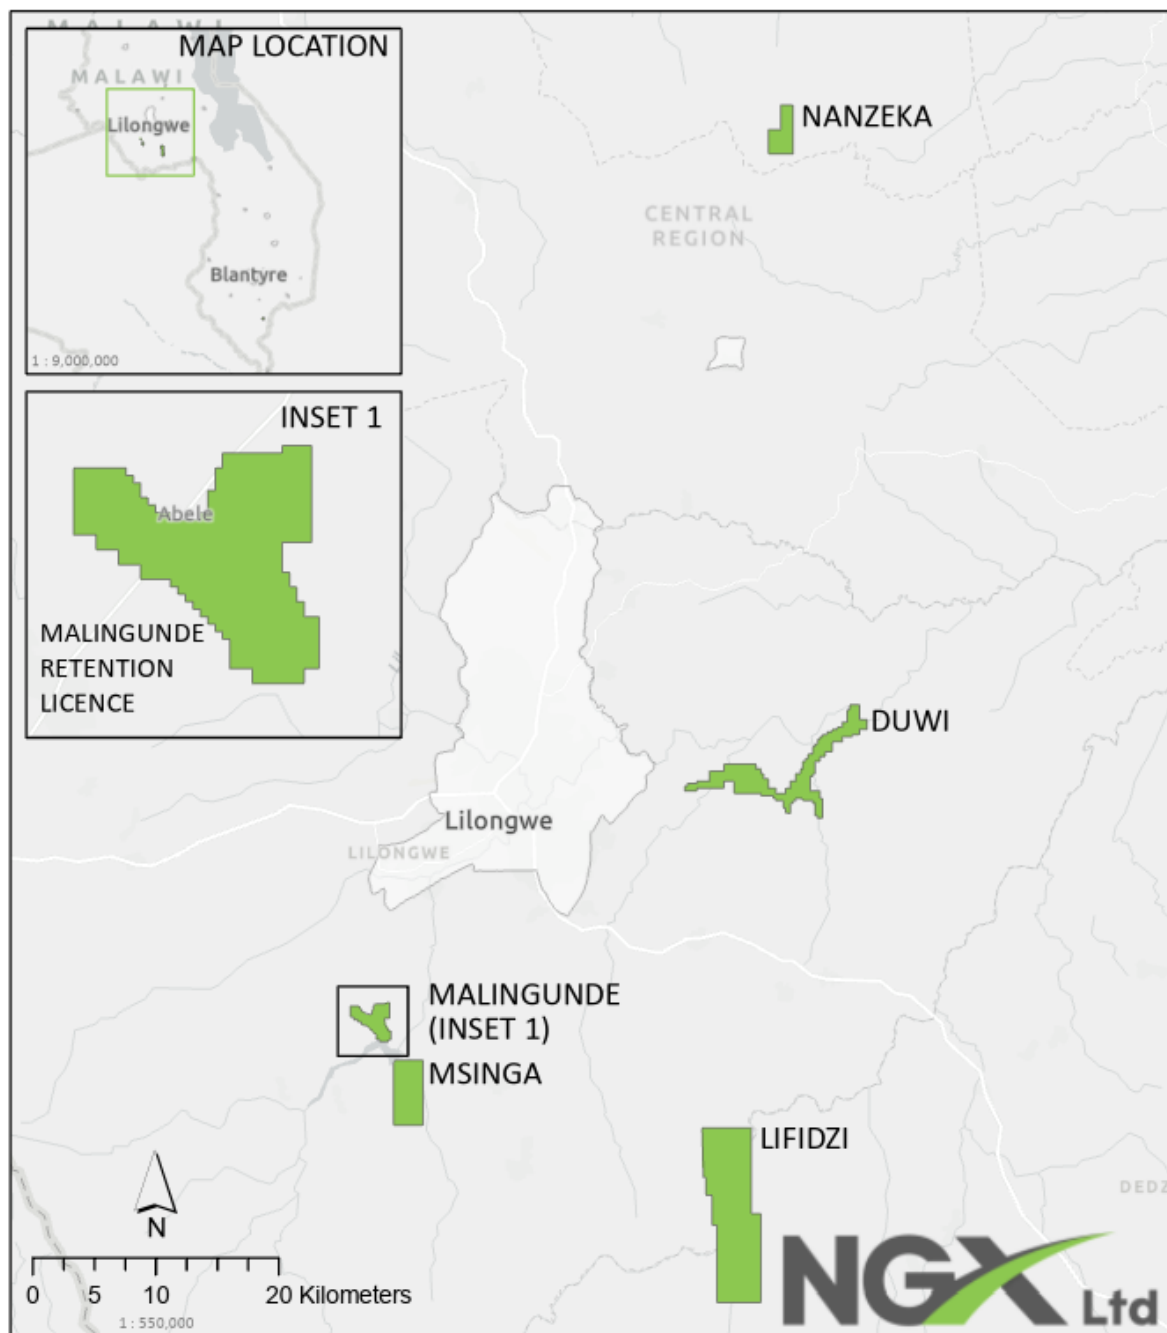 MALAWI
MAP LOCATION
MALAWI
Lilongwe
Blantyre
1 : 9,000,000
NANZEKA
CENTRAL
REGION
INSET 1
Abele
MALINGUNDE
RETENTION
LICENCE
DUWI
Lilongwe
LILONGWE
MALINGUNDE
(INSET 1)
MSINGA
LIFIDZI
DEDZ
N
0 5 10 20 Kilometers
1 : 550,000
NGX Ltd